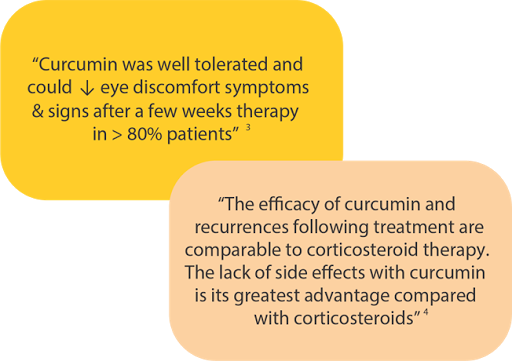 “Curcumin was well tolerated and
could ↓ eye discomfort symptoms
& signs after a few weeks therapy
in > 80% patients” 3
“The efficacy of curcumin and
recurrences following treatment are
comparable to corticosteroid therapy.
The lack of side effects with curcumin
is its greatest advantage compared
with corticosteroids” 4